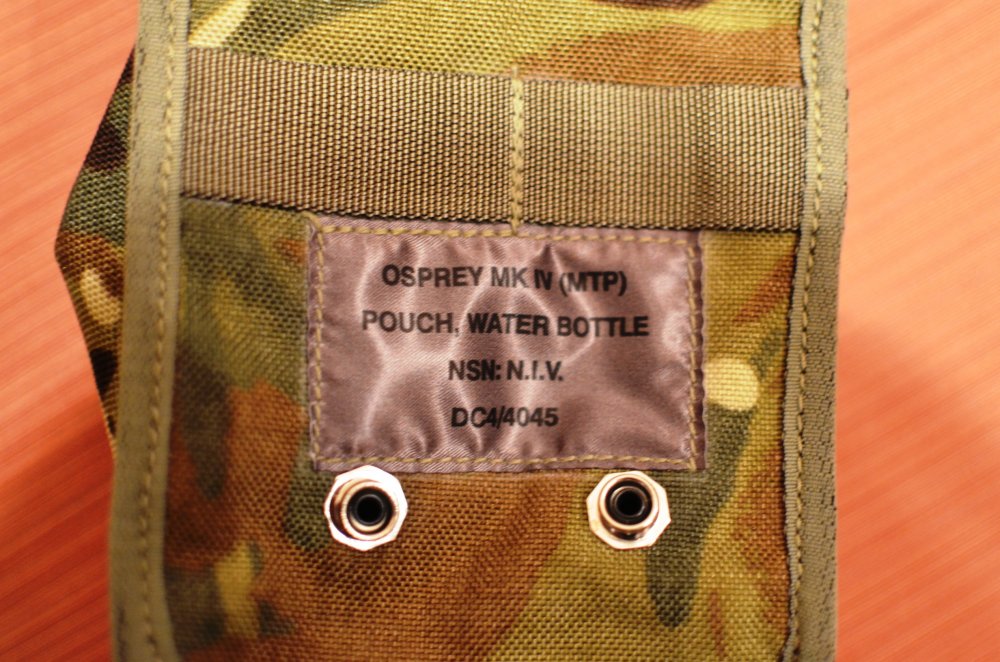 OSPREY MK IV (MTP)
POUCH, WATER BOTTLE
NSN: N.I.V.
DC4/4045